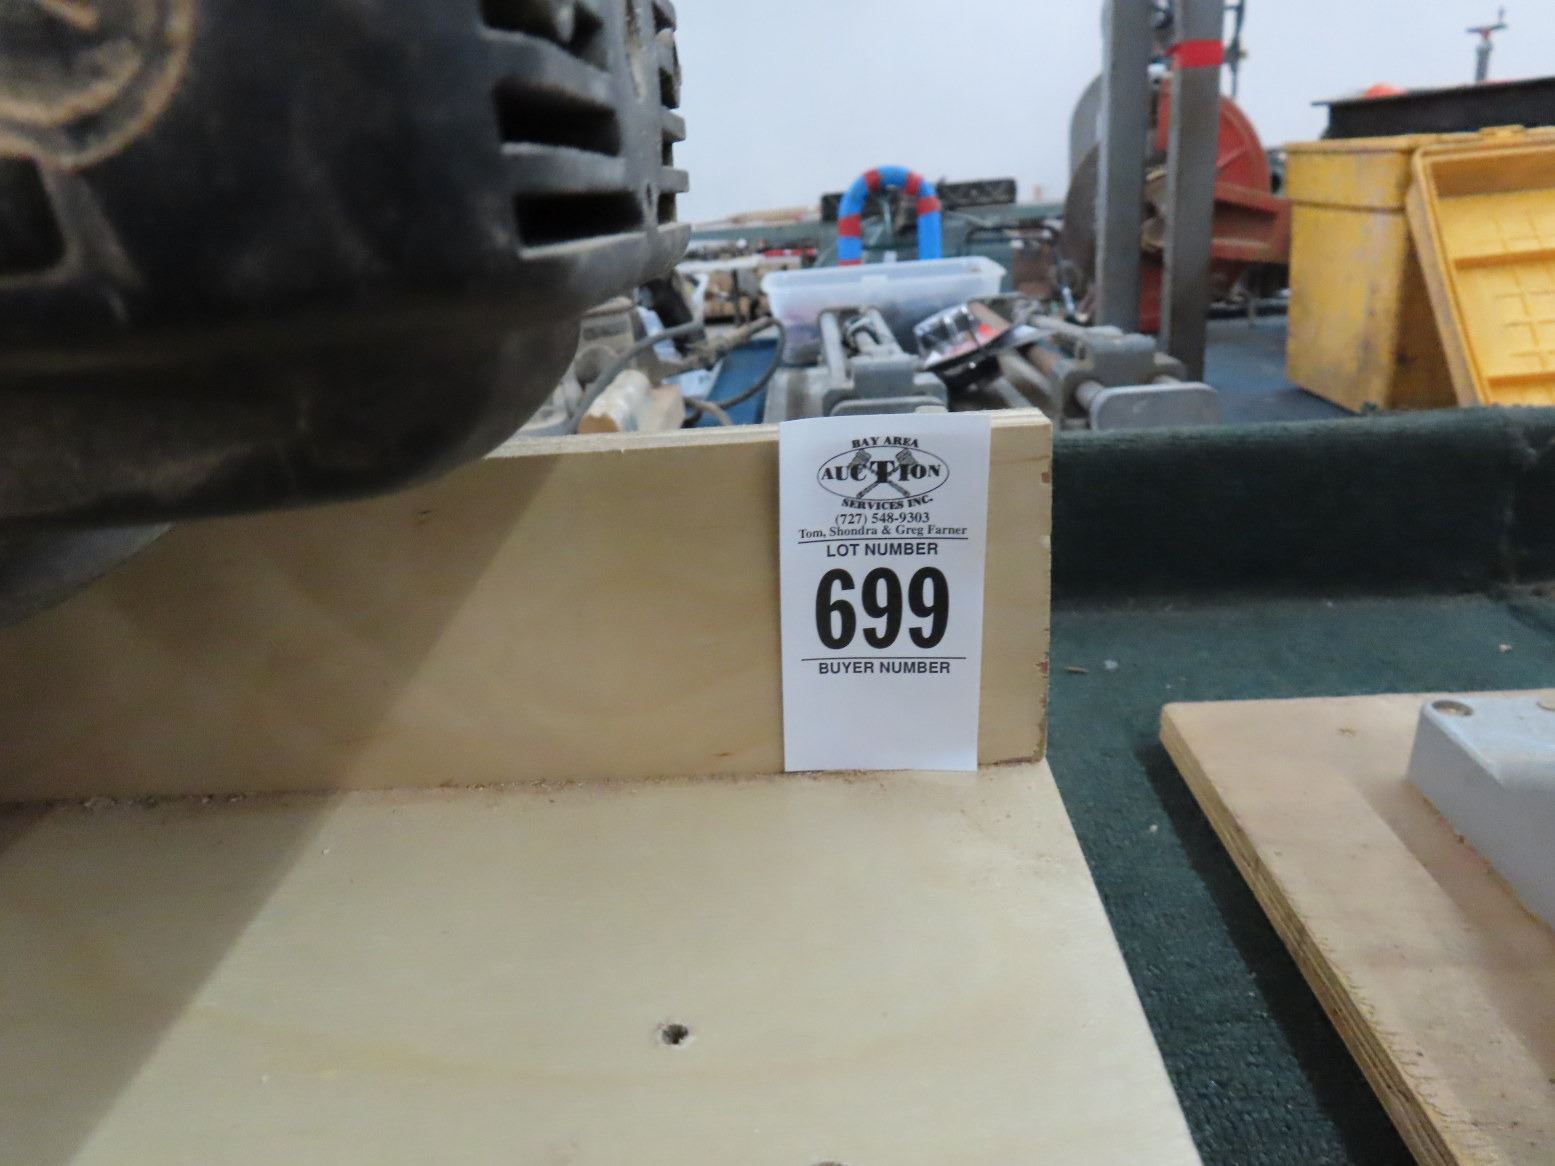 BAY AREA
AUCTION
SERVICES INC.
(727) 548-9303
Tom, Shondra & Greg Farner
LOT NUMBER
699
BUYER NUMBER